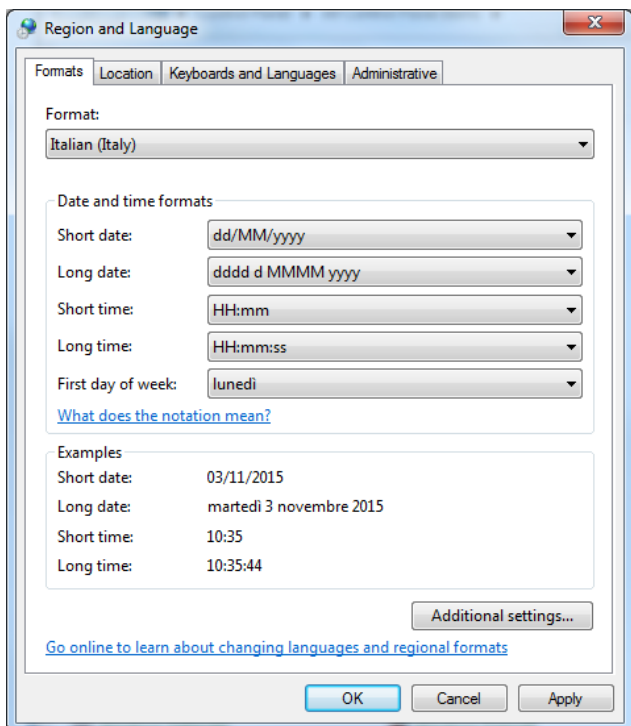 Region and Language
Formats Location Keyboards and Languages Administrative
Format:
Italian (Italy)
Date and time formats
Short date: dd/MM/yyyy
Long date: dddd d MMMM yyyy
Short time: HH:mm
Long time: HH:mm:ss
First day of week: lunedì
What does the notation mean?
Examples
Short date: 03/11/2015
Long date: martedì 3 novembre 2015
Short time: 10:35
Long time: 10:35:44
Additional settings...
Go online to learn about changing languages and regional formats
OK Cancel Apply